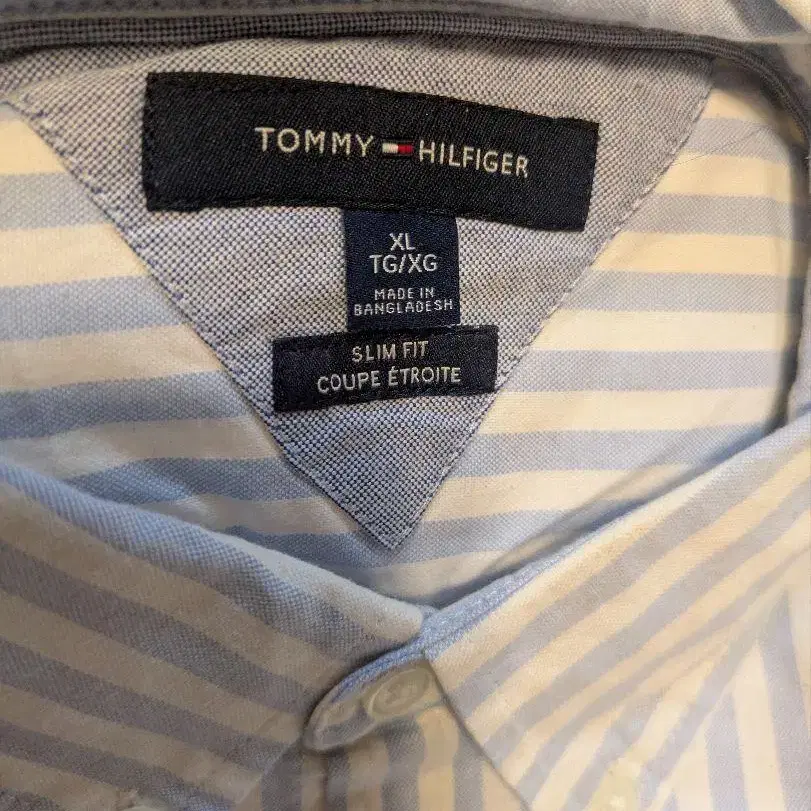 TOMMY HILFIGER
XL
TG/XG
MADE IN
BANGLADESH
SLIM FIT
COUPE ÉTROITE